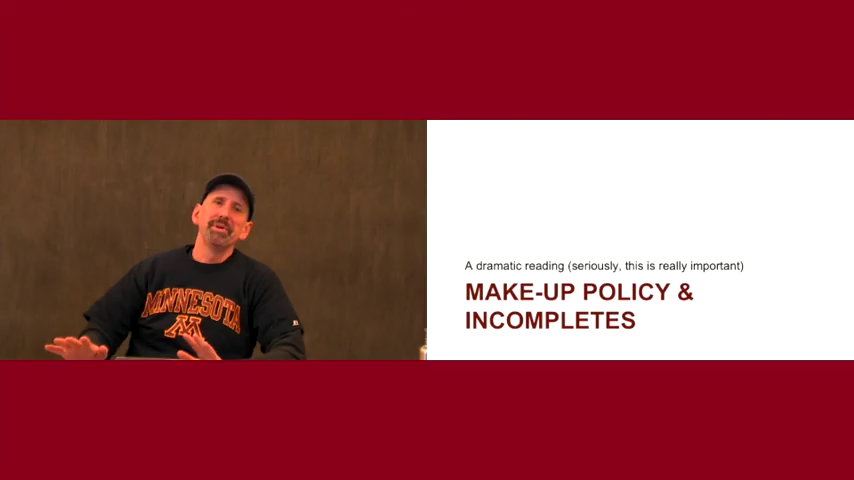 MINNESOTA
M
A dramatic reading (seriously, this is really important)
MAKE-UP POLICY &
INCOMPLETES